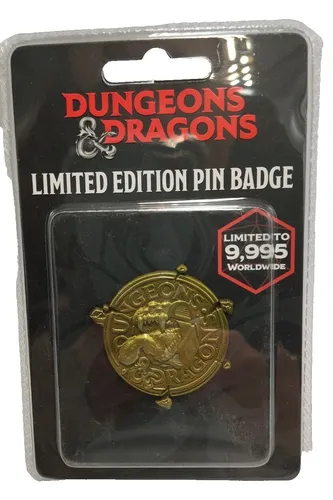 DUNGEONS
& DRAGONS
LIMITED EDITION PIN BADGE
LIMITED TO
9,995
WORLDWIDE
DUNGEONS
& DRAGONS